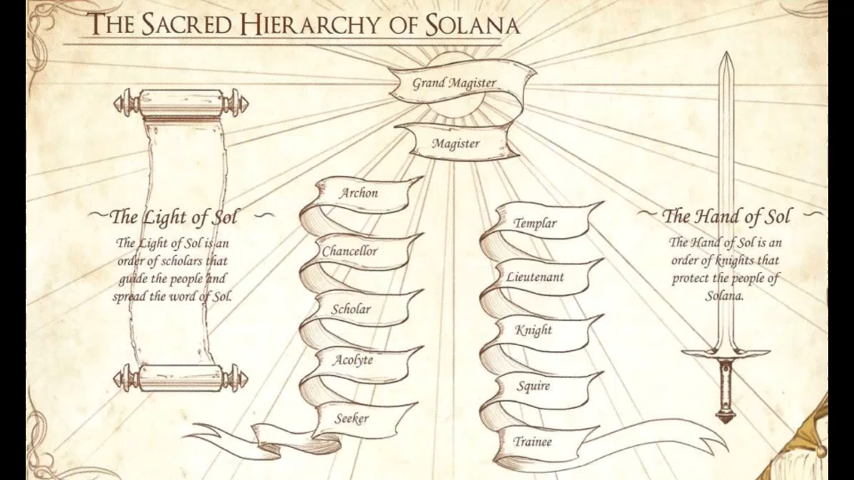 The Sacred Hierarchy of Solana
Grand Magister
Magister
~The Light of Sol~
The Light of Sol is an
order of scholars that
guide the people and
spread the word of Sol.
Archon
Chancellor
Scholar
Acolyte
Seeker
Templar
Lieutenant
Knight
Squire
Trainee
~The Hand of Sol~
The Hand of Sol is an
order of knights that
protect the people of
Solana.